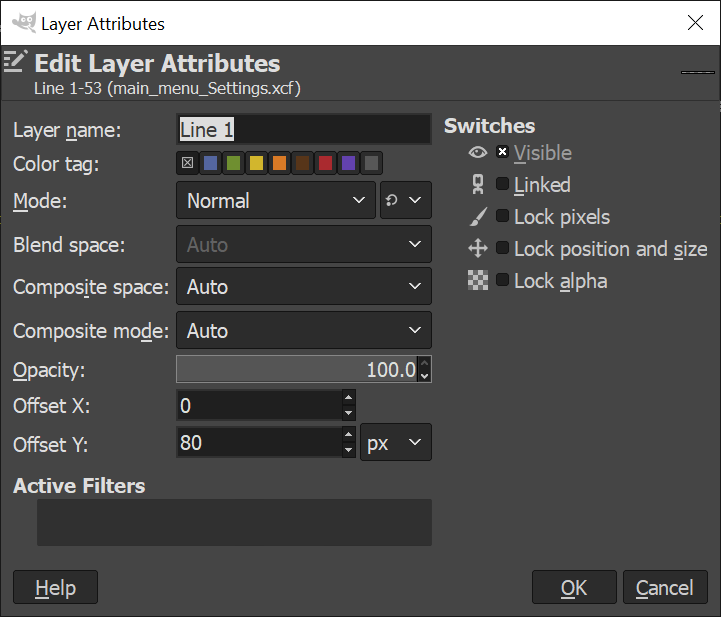 Layer Attributes
Edit Layer Attributes
Line 1-53 (main_menu_Settings.xcf)
Layer name: Line 1
Color tag:
Mode: Normal
Blend space: Auto
Composite space: Auto
Composite mode: Auto
Opacity: 100.0
Offset X: 0
Offset Y: 80 px
Active Filters
Switches
Visible
Linked
Lock pixels
Lock position and size
Lock alpha
Help OK Cancel